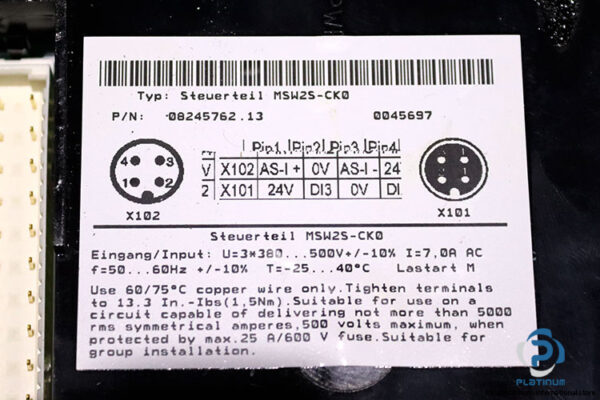 Typ: Steuerteil MSW2S-CK0
P/N: 08245762.13 0045697
Pin1 Pin2 Pin3 Pin4
V X102 AS-I + 0V AS-I - 24
2 X101 24V DI3 0V DI
4 3
1 2
X102 X101
Steuerteil MSW2S-CK0
Eingang/Input: U=3*380...500V+/-10% I=7,0A AC
f=50...60Hz +/-10% T=-25...40°C Lastart M
Use 60/75°C copper wire only.Tighten terminals
to 13.3 In.-Ibs(1,5Nm).Suitable for use on a
circuit capable of delivering not more than 5000
rms symmetrical amperes,500 volts maximum, when
protected by max.25 A/600 V fuse.Suitable for
group installation.
PLATINUM